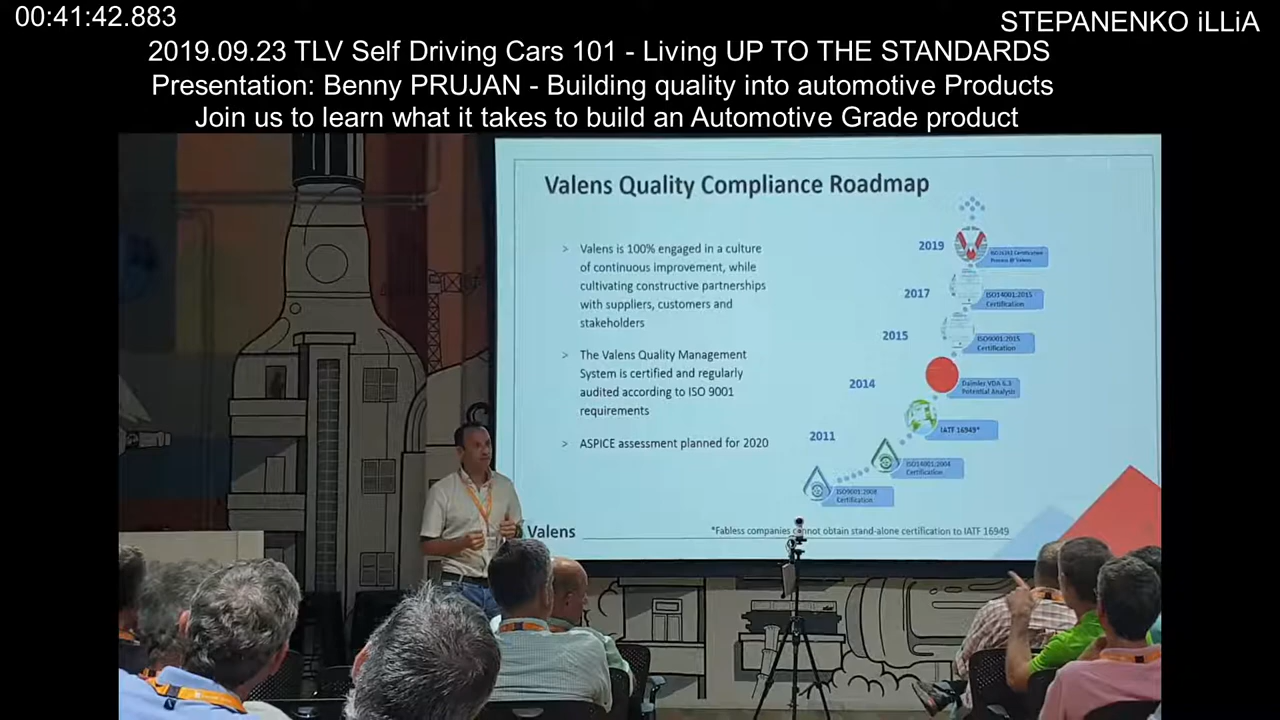 00:41:42.883
STEPANENKO iLLiA
2019.09.23 TLV Self Driving Cars 101 - Living UP TO THE STANDARDS
Presentation: Benny PRUJAN - Building quality into automotive Products
Join us to learn what it takes to build an Automotive Grade product
Valens Quality Compliance Roadmap
> Valens is 100% engaged in a culture
of continuous improvement, while
cultivating constructive partnerships
with suppliers, customers and
stakeholders
> The Valens Quality Management
System is certified and regularly
audited according to ISO 9001
requirements
> ASPICE assessment planned for 2020
2019
ISO26262 Certification
Process @ Valens
2017
ISO14001:2015
Certification
2015
ISO9001:2015
Certification
2014
Daimler VDA 6.3
Potential Analysis
IATF 16949*
2011
ISO14001:2004
Certification
ISO9001:2008
Certification
Valens
*Fabless companies cannot obtain stand-alone certification to IATF 16949